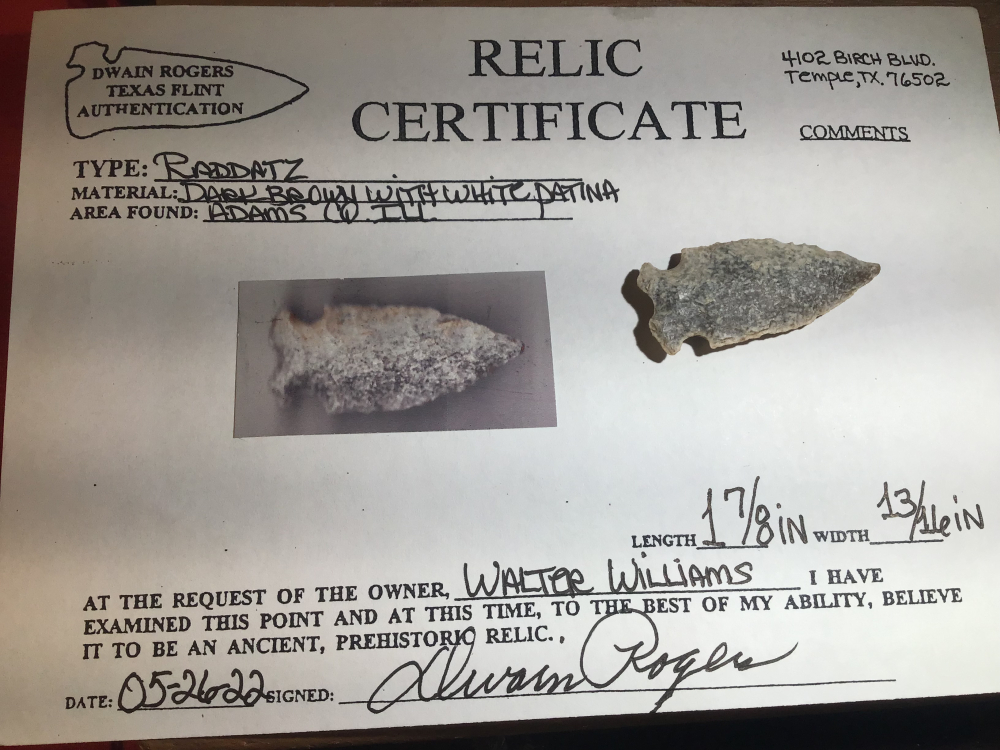 DWAIN ROGERS
TEXAS FLINT
AUTHENTICATION
RELIC
CERTIFICATE
4102 BIRCH BLVD.
Temple, TX. 76502
COMMENTS
TYPE: RADDATZ
MATERIAL: DARK BROWN WITH WHITE PATINA
AREA FOUND: ADAMS CO ILL.
LENGTH 1 7/8 IN WIDTH 13/16 IN
AT THE REQUEST OF THE OWNER, WALTER WILLIAMS I HAVE
EXAMINED THIS POINT AND AT THIS TIME, TO THE BEST OF MY ABILITY, BELIEVE
IT TO BE AN ANCIENT, PREHISTORIC RELIC. ,
DATE: 05-26-22 SIGNED: Dwain Rogers